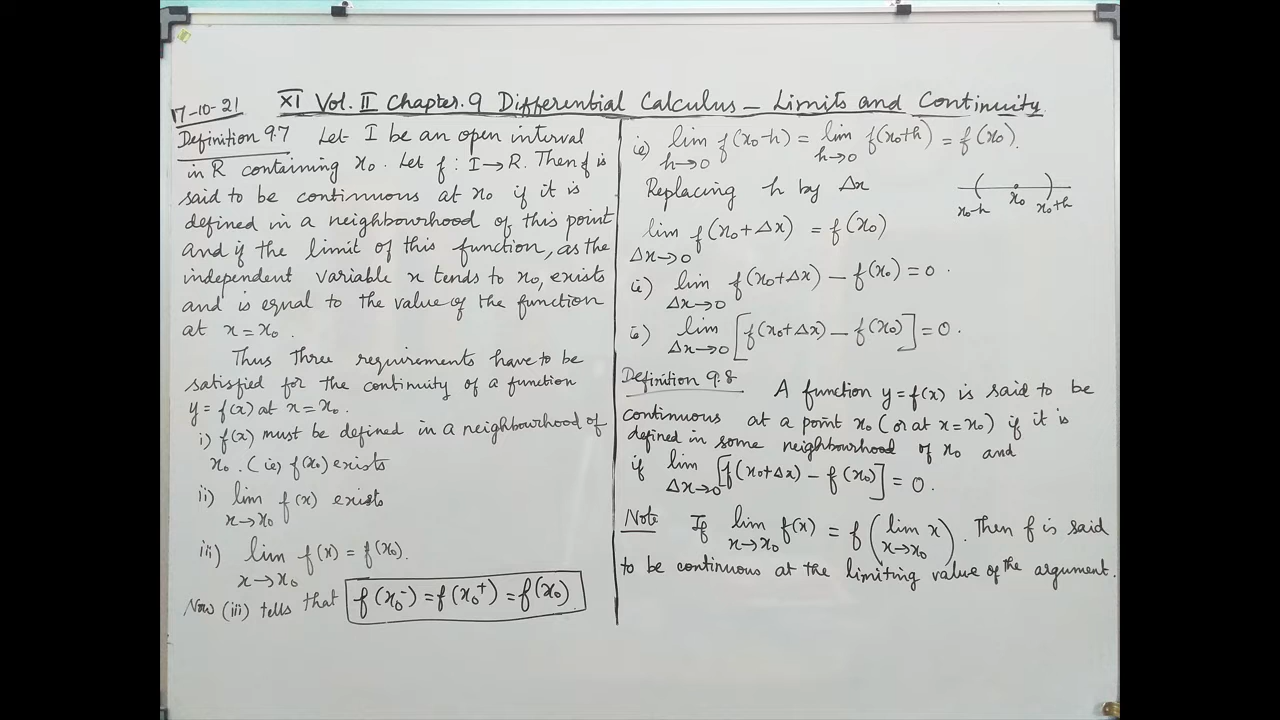 17-10-21 XI Vol. II Chapter. 9 Differential Calculus – Limits and Continuity
Definition 9.7 Let I be an open interval
in R containing x₀. Let f : I → R. Then f is
said to be continuous at x₀ if it is
defined in a neighbourhood of this point
and if the limit of this function, as the
independent variable x tends to x₀, exists
and is equal to the value of the function
at x = x₀.
Thus three requirements have to be
satisfied for the continuity of a function
y = f(x) at x = x₀.
i) f(x) must be defined in a neighbourhood of
x₀. (ie) f(x₀) exists
ii) lim f(x) exists
x→x₀
iii) lim f(x) = f(x₀).
x→x₀
Now (iii) tells that f(x₀⁻) = f(x₀⁺) = f(x₀)
ie) lim f(x₀-h) = lim f(x₀+h) = f(x₀).
h→0 h→0
Replacing h by Δx
x₀-h x₀ x₀+h
lim f(x₀+Δx) = f(x₀)
Δx→0
ie) lim f(x₀+Δx) – f(x₀) = 0.
Δx→0
ie) lim [f(x₀+Δx) – f(x₀)] = 0.
Δx→0
Definition 9.8 A function y = f(x) is said to be
continuous at a point x₀ (or at x = x₀) if it is
defined in some neighbourhood of x₀ and
if lim [f(x₀+Δx) – f(x₀)] = 0.
Δx→0
Note If lim f(x) = f(lim x). Then f is said
x→x₀ x→x₀
to be continuous at the limiting value of the argument.